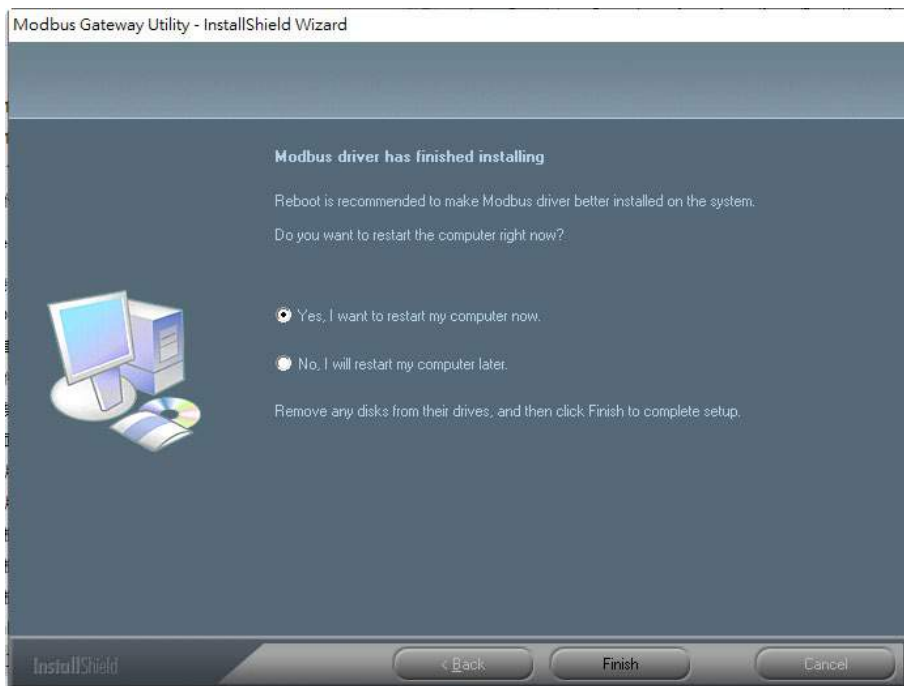 Modbus Gateway Utility - InstallShield Wizard
Modbus driver has finished installing
Reboot is recommended to make Modbus driver better installed on the system.
Do you want to restart the computer right now?
Yes, I want to restart my computer now.
No, I will restart my computer later.
Remove any disks from their drives, and then click Finish to complete setup.
InstallShield
< Back
Finish
Cancel